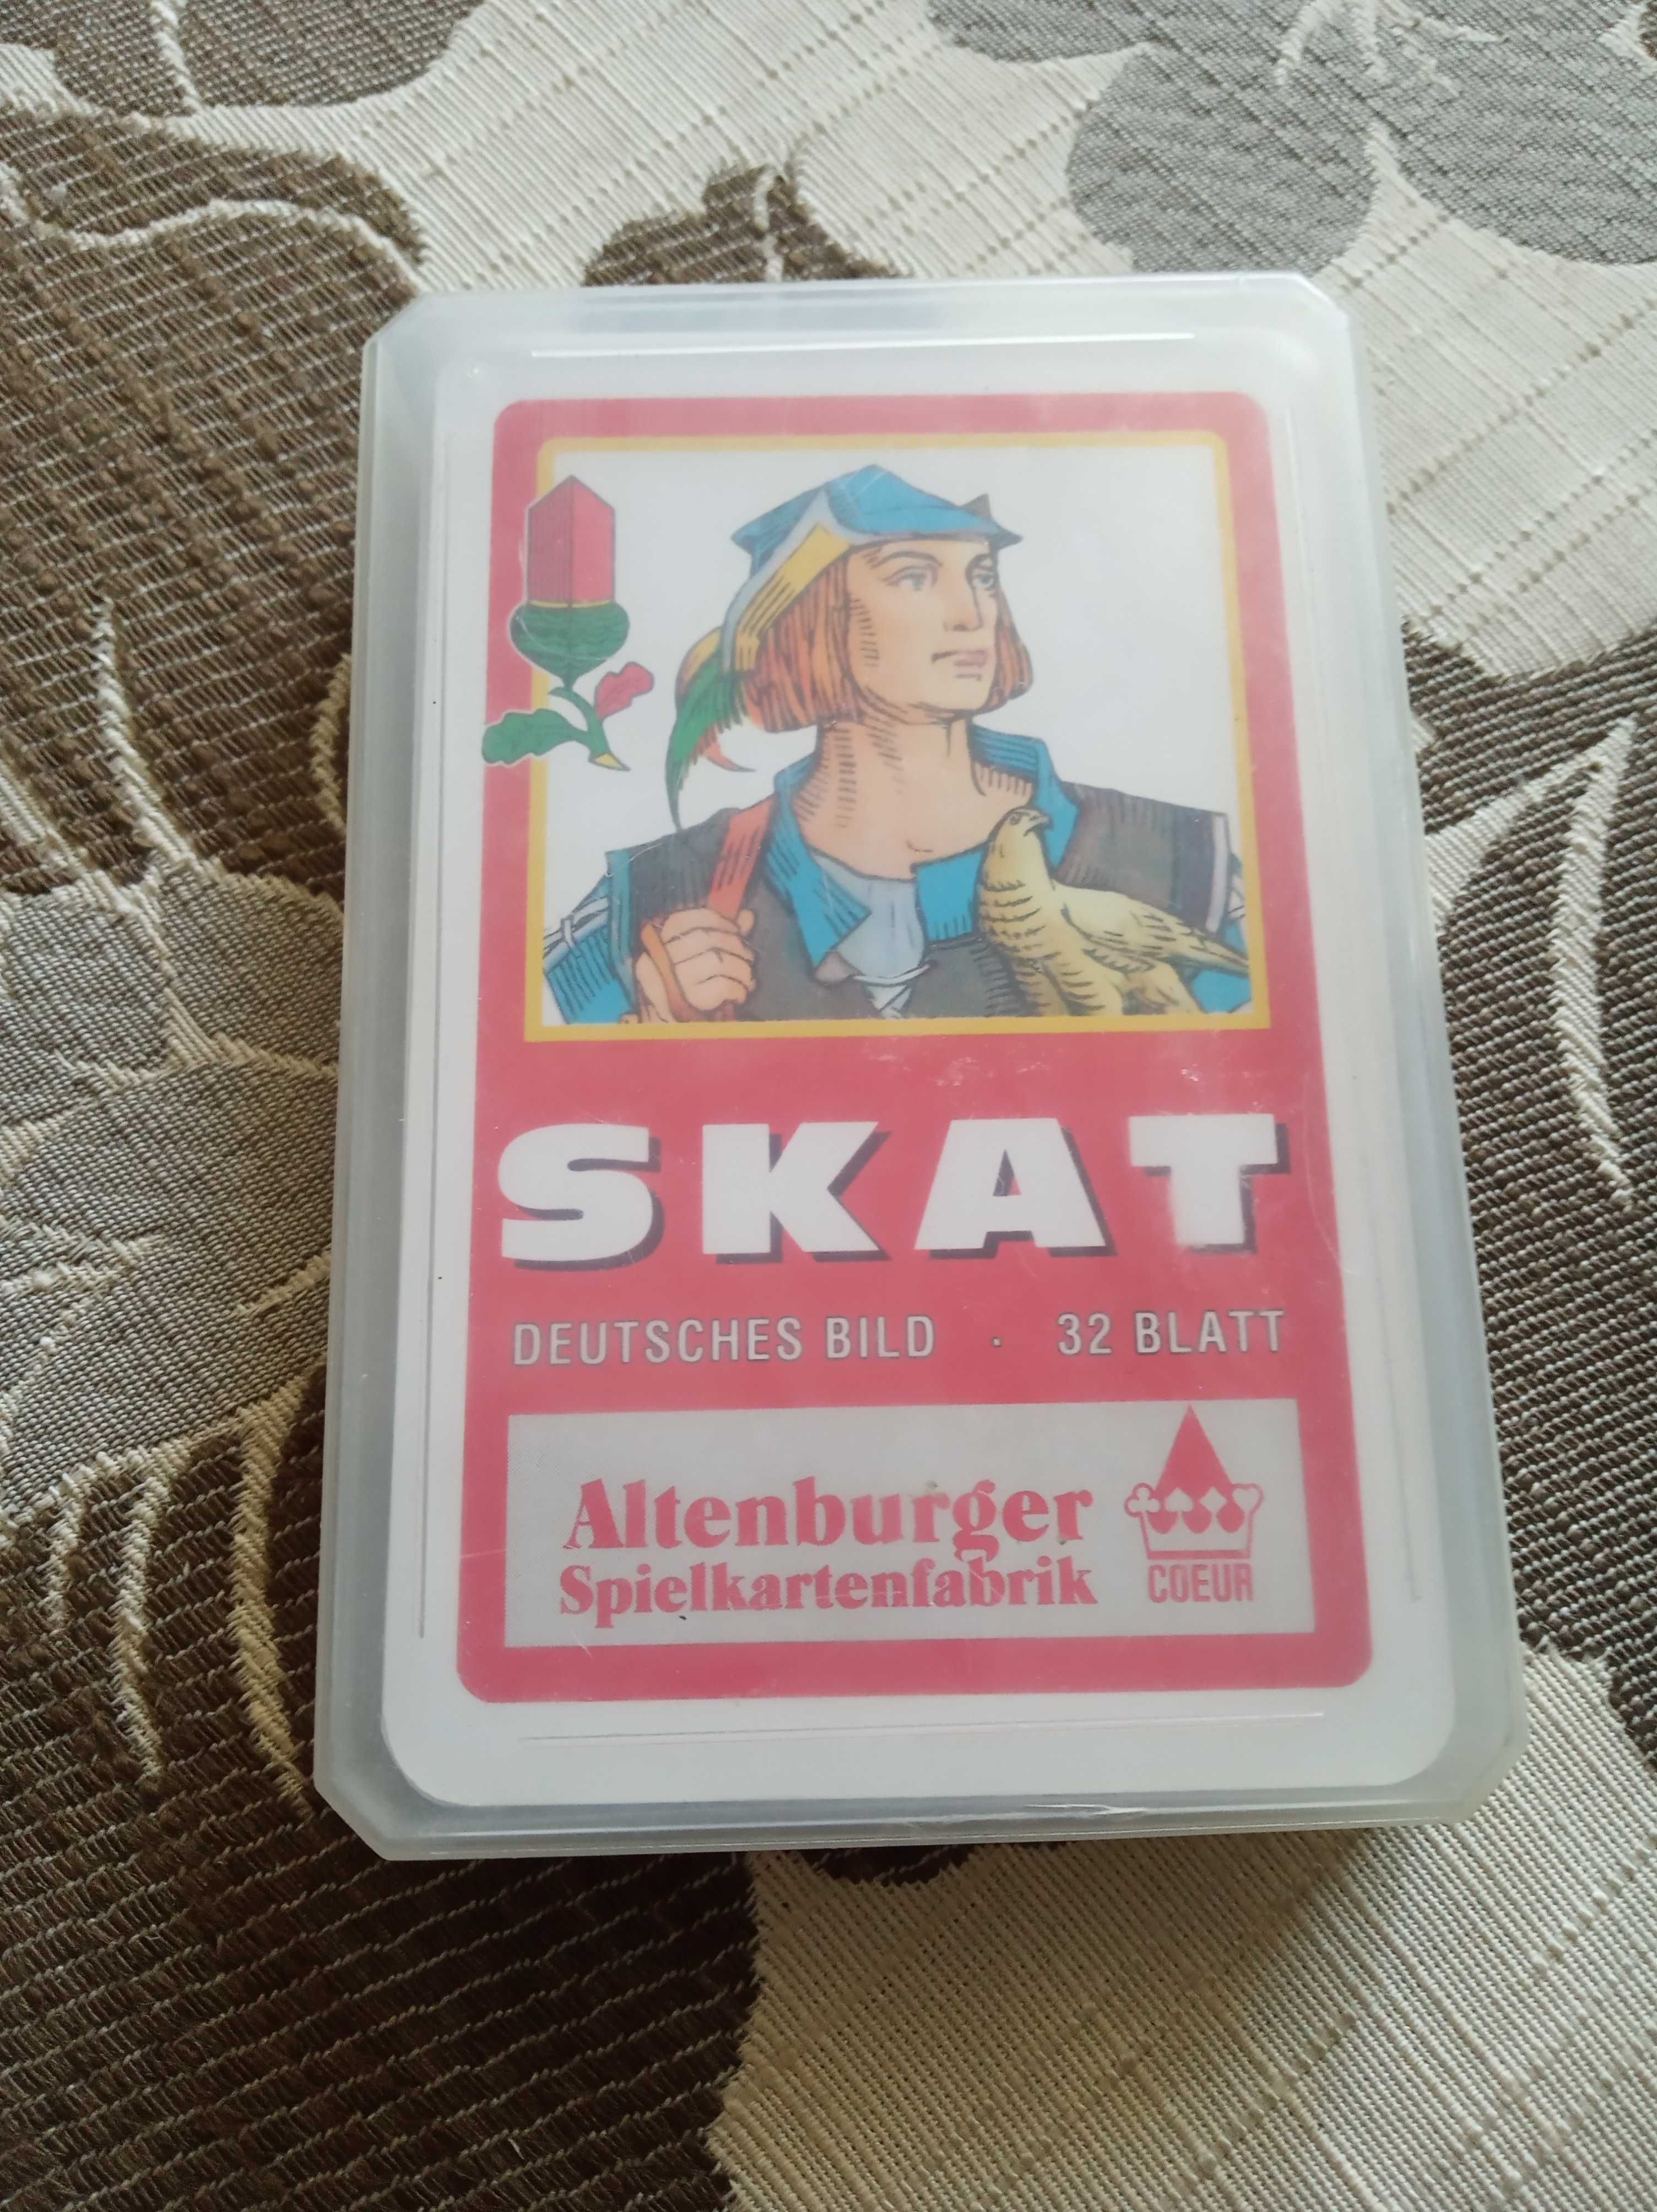 SKAT
DEUTSCHES BILD · 32 BLATT
Altenburger
Spielkartenfabrik
COEUR